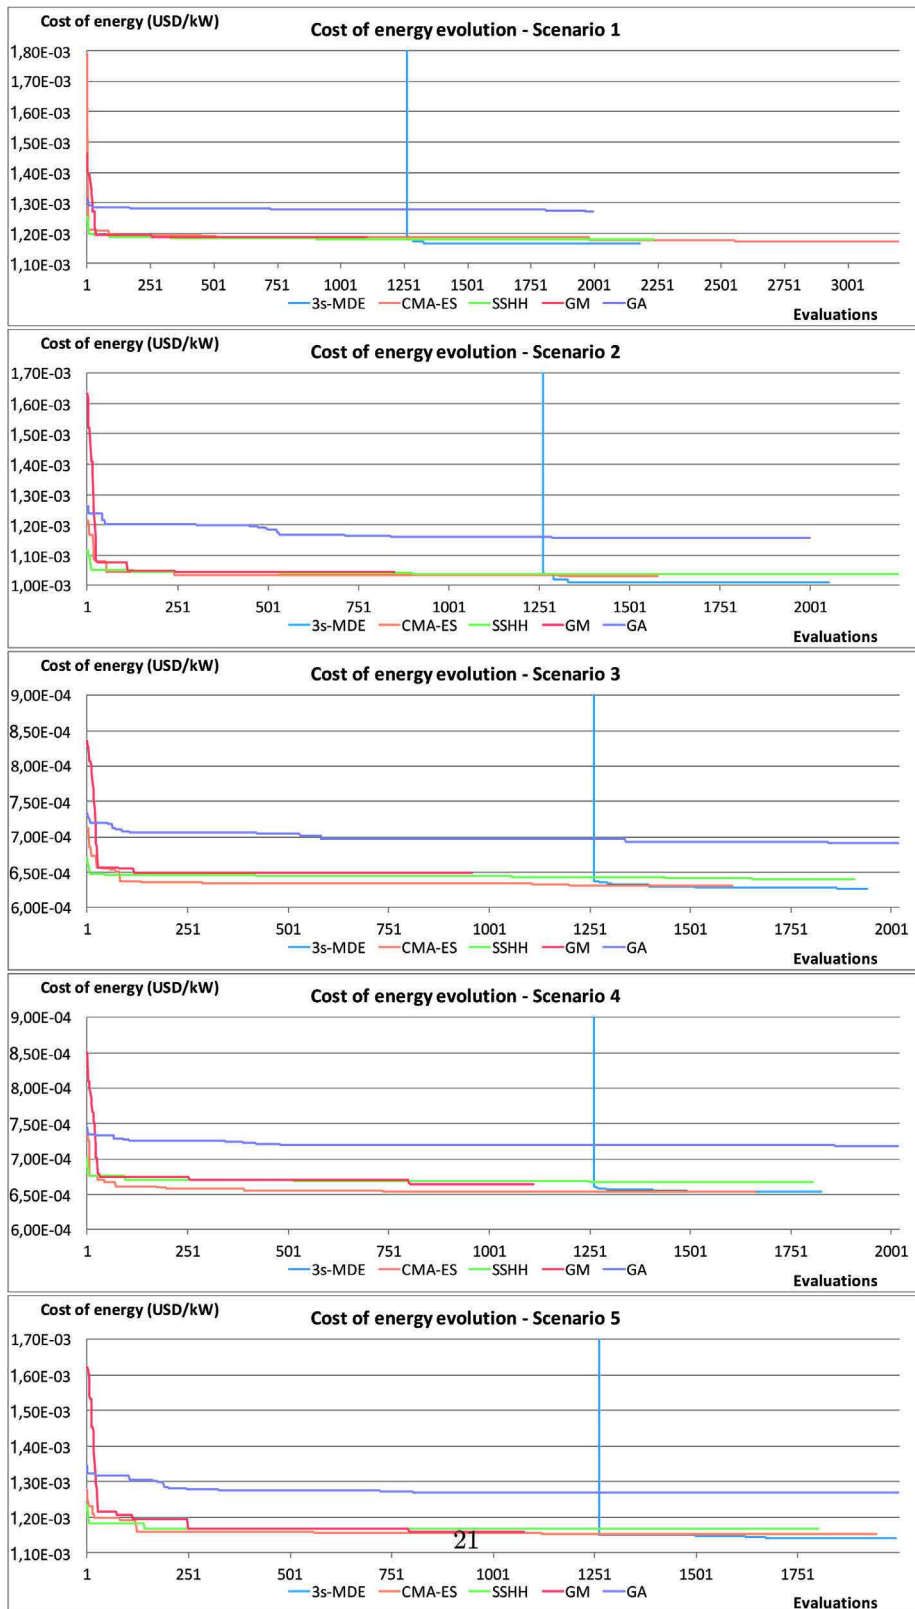 Cost of energy (USD/kW)
Cost of energy evolution - Scenario 1
1,80E-03
1,70E-03
1,60E-03
1,50E-03
1,40E-03
1,30E-03
1,20E-03
1,10E-03
1 251 501 751 1001 1251 1501 1751 2001 2251 2501 2751 3001
3s-MDE CMA-ES SSHH GM GA
Evaluations
Cost of energy (USD/kW)
Cost of energy evolution - Scenario 2
1,70E-03
1,60E-03
1,50E-03
1,40E-03
1,30E-03
1,20E-03
1,10E-03
1,00E-03
1 251 501 751 1001 1251 1501 1751 2001
3s-MDE CMA-ES SSHH GM GA
Evaluations
Cost of energy (USD/kW)
Cost of energy evolution - Scenario 3
9,00E-04
8,50E-04
8,00E-04
7,50E-04
7,00E-04
6,50E-04
6,00E-04
1 251 501 751 1001 1251 1501 1751 2001
3s-MDE CMA-ES SSHH GM GA
Evaluations
Cost of energy (USD/kW)
Cost of energy evolution - Scenario 4
9,00E-04
8,50E-04
8,00E-04
7,50E-04
7,00E-04
6,50E-04
6,00E-04
1 251 501 751 1001 1251 1501 1751 2001
3s-MDE CMA-ES SSHH GM GA
Evaluations
Cost of energy (USD/kW)
Cost of energy evolution - Scenario 5
1,70E-03
1,60E-03
1,50E-03
1,40E-03
1,30E-03
1,20E-03
1,10E-03
21
1 251 501 751 1001 1251 1501 1751
3s-MDE CMA-ES SSHH GM GA
Evaluations